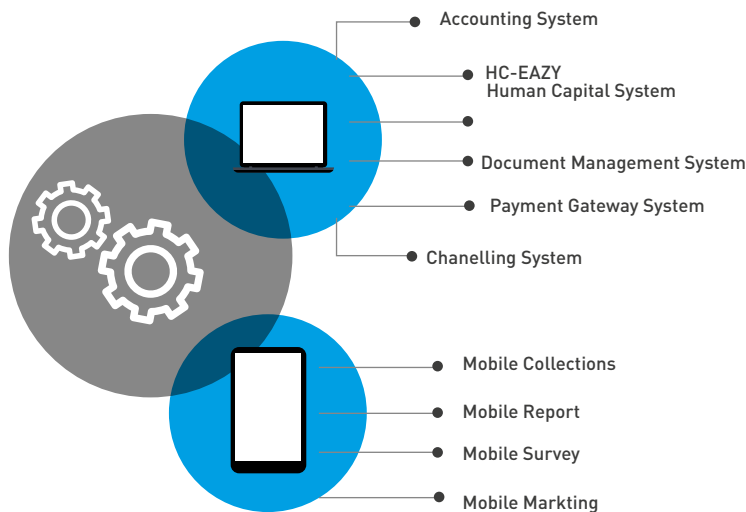 Accounting System
HC-EAZY
Human Capital System
Document Management System
Payment Gateway System
Chanelling System
Mobile Collections
Mobile Report
Mobile Survey
Mobile Markting